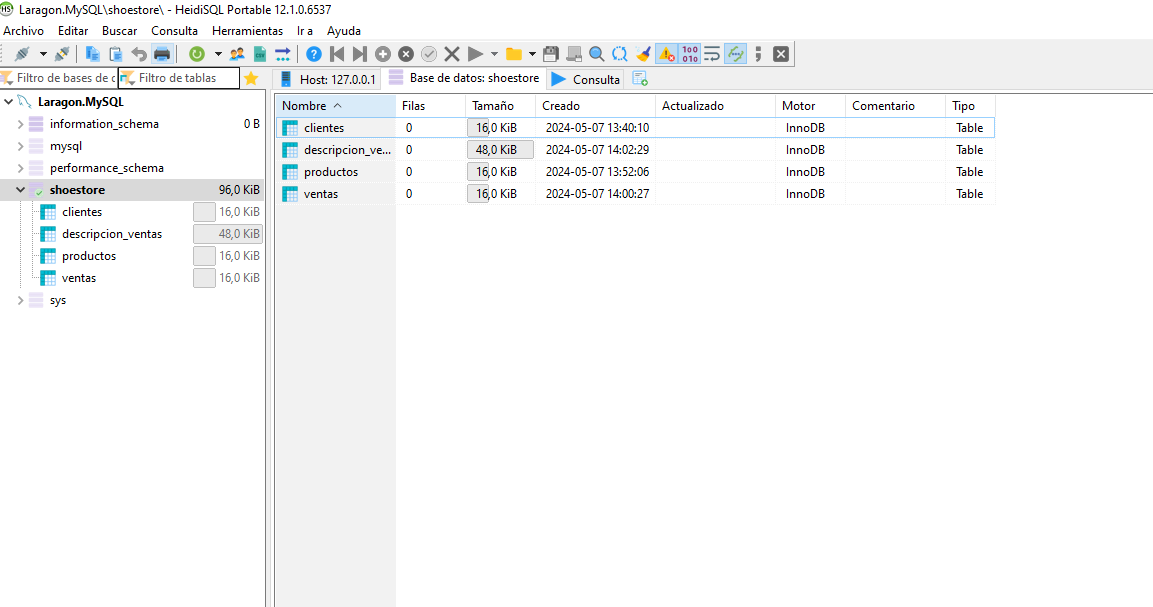 Laragon.MySQL\shoestore\ - HeidiSQL Portable 12.1.0.6537
Archivo Editar Buscar Consulta Herramientas Ir a Ayuda
Filtro de bases de d Filtro de tablas Host: 127.0.0.1 Base de datos: shoestore Consulta
Laragon.MySQL
information_schema 0 B
mysql
performance_schema
shoestore 96,0 KiB
clientes 16,0 KiB
descripcion_ventas 48,0 KiB
productos 16,0 KiB
ventas 16,0 KiB
sys
Nombre Filas Tamaño Creado Actualizado Motor Comentario Tipo
clientes 0 16,0 KiB 2024-05-07 13:40:10 InnoDB Table
descripcion_ve... 0 48,0 KiB 2024-05-07 14:02:29 InnoDB Table
productos 0 16,0 KiB 2024-05-07 13:52:06 InnoDB Table
ventas 0 16,0 KiB 2024-05-07 14:00:27 InnoDB Table